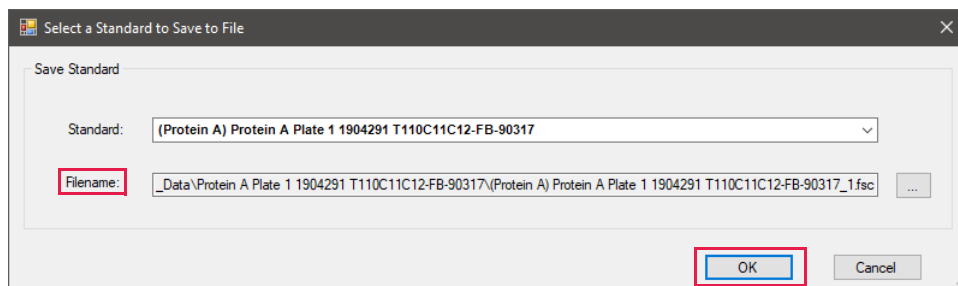 Select a Standard to Save to File
Save Standard
Standard: (Protein A) Protein A Plate 1 1904291 T110C11C12-FB-90317
Filename: _Data\Protein A Plate 1 1904291 T110C11C12-FB-90317\(Protein A) Protein A Plate 1 1904291 T110C11C12-FB-90317_1.fsc ...
OK Cancel